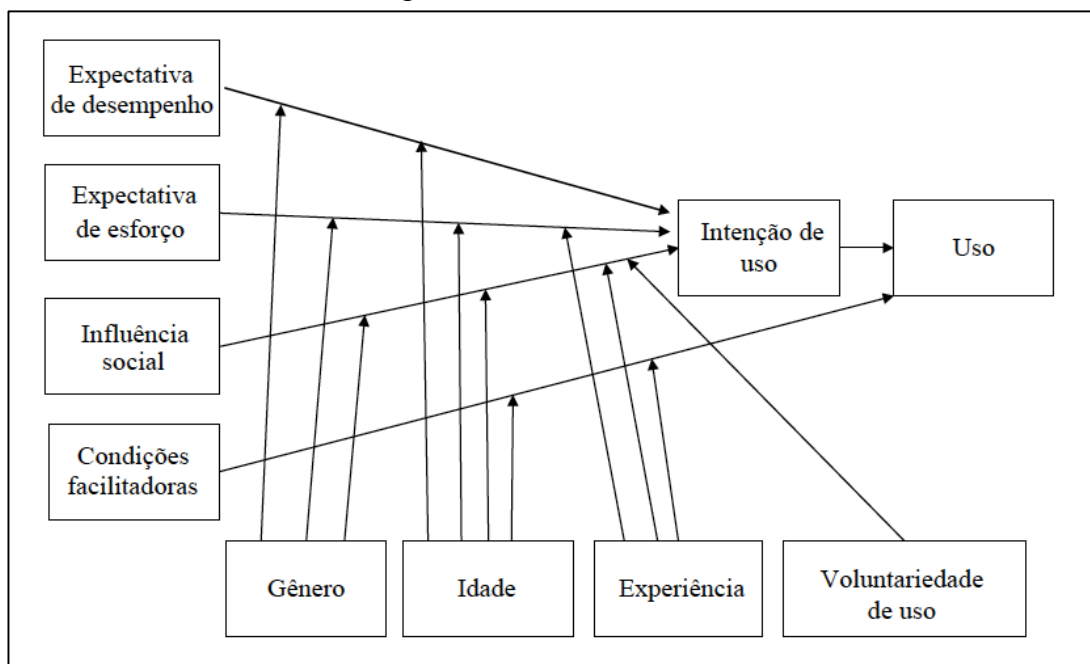 Expectativa
de desempenho
Expectativa
de esforço
Influência
social
Condições
facilitadoras
Intenção de
uso
Uso
Gênero
Idade
Experiência
Voluntariedade
de uso